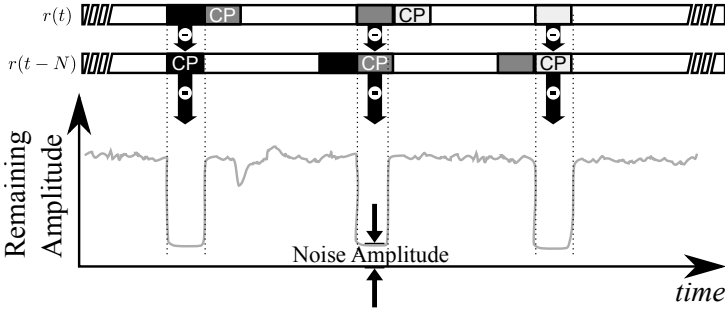 r(t)
CP
CP
r(t − N)
CP
CP
CP
Remaining
Amplitude
Noise Amplitude
time